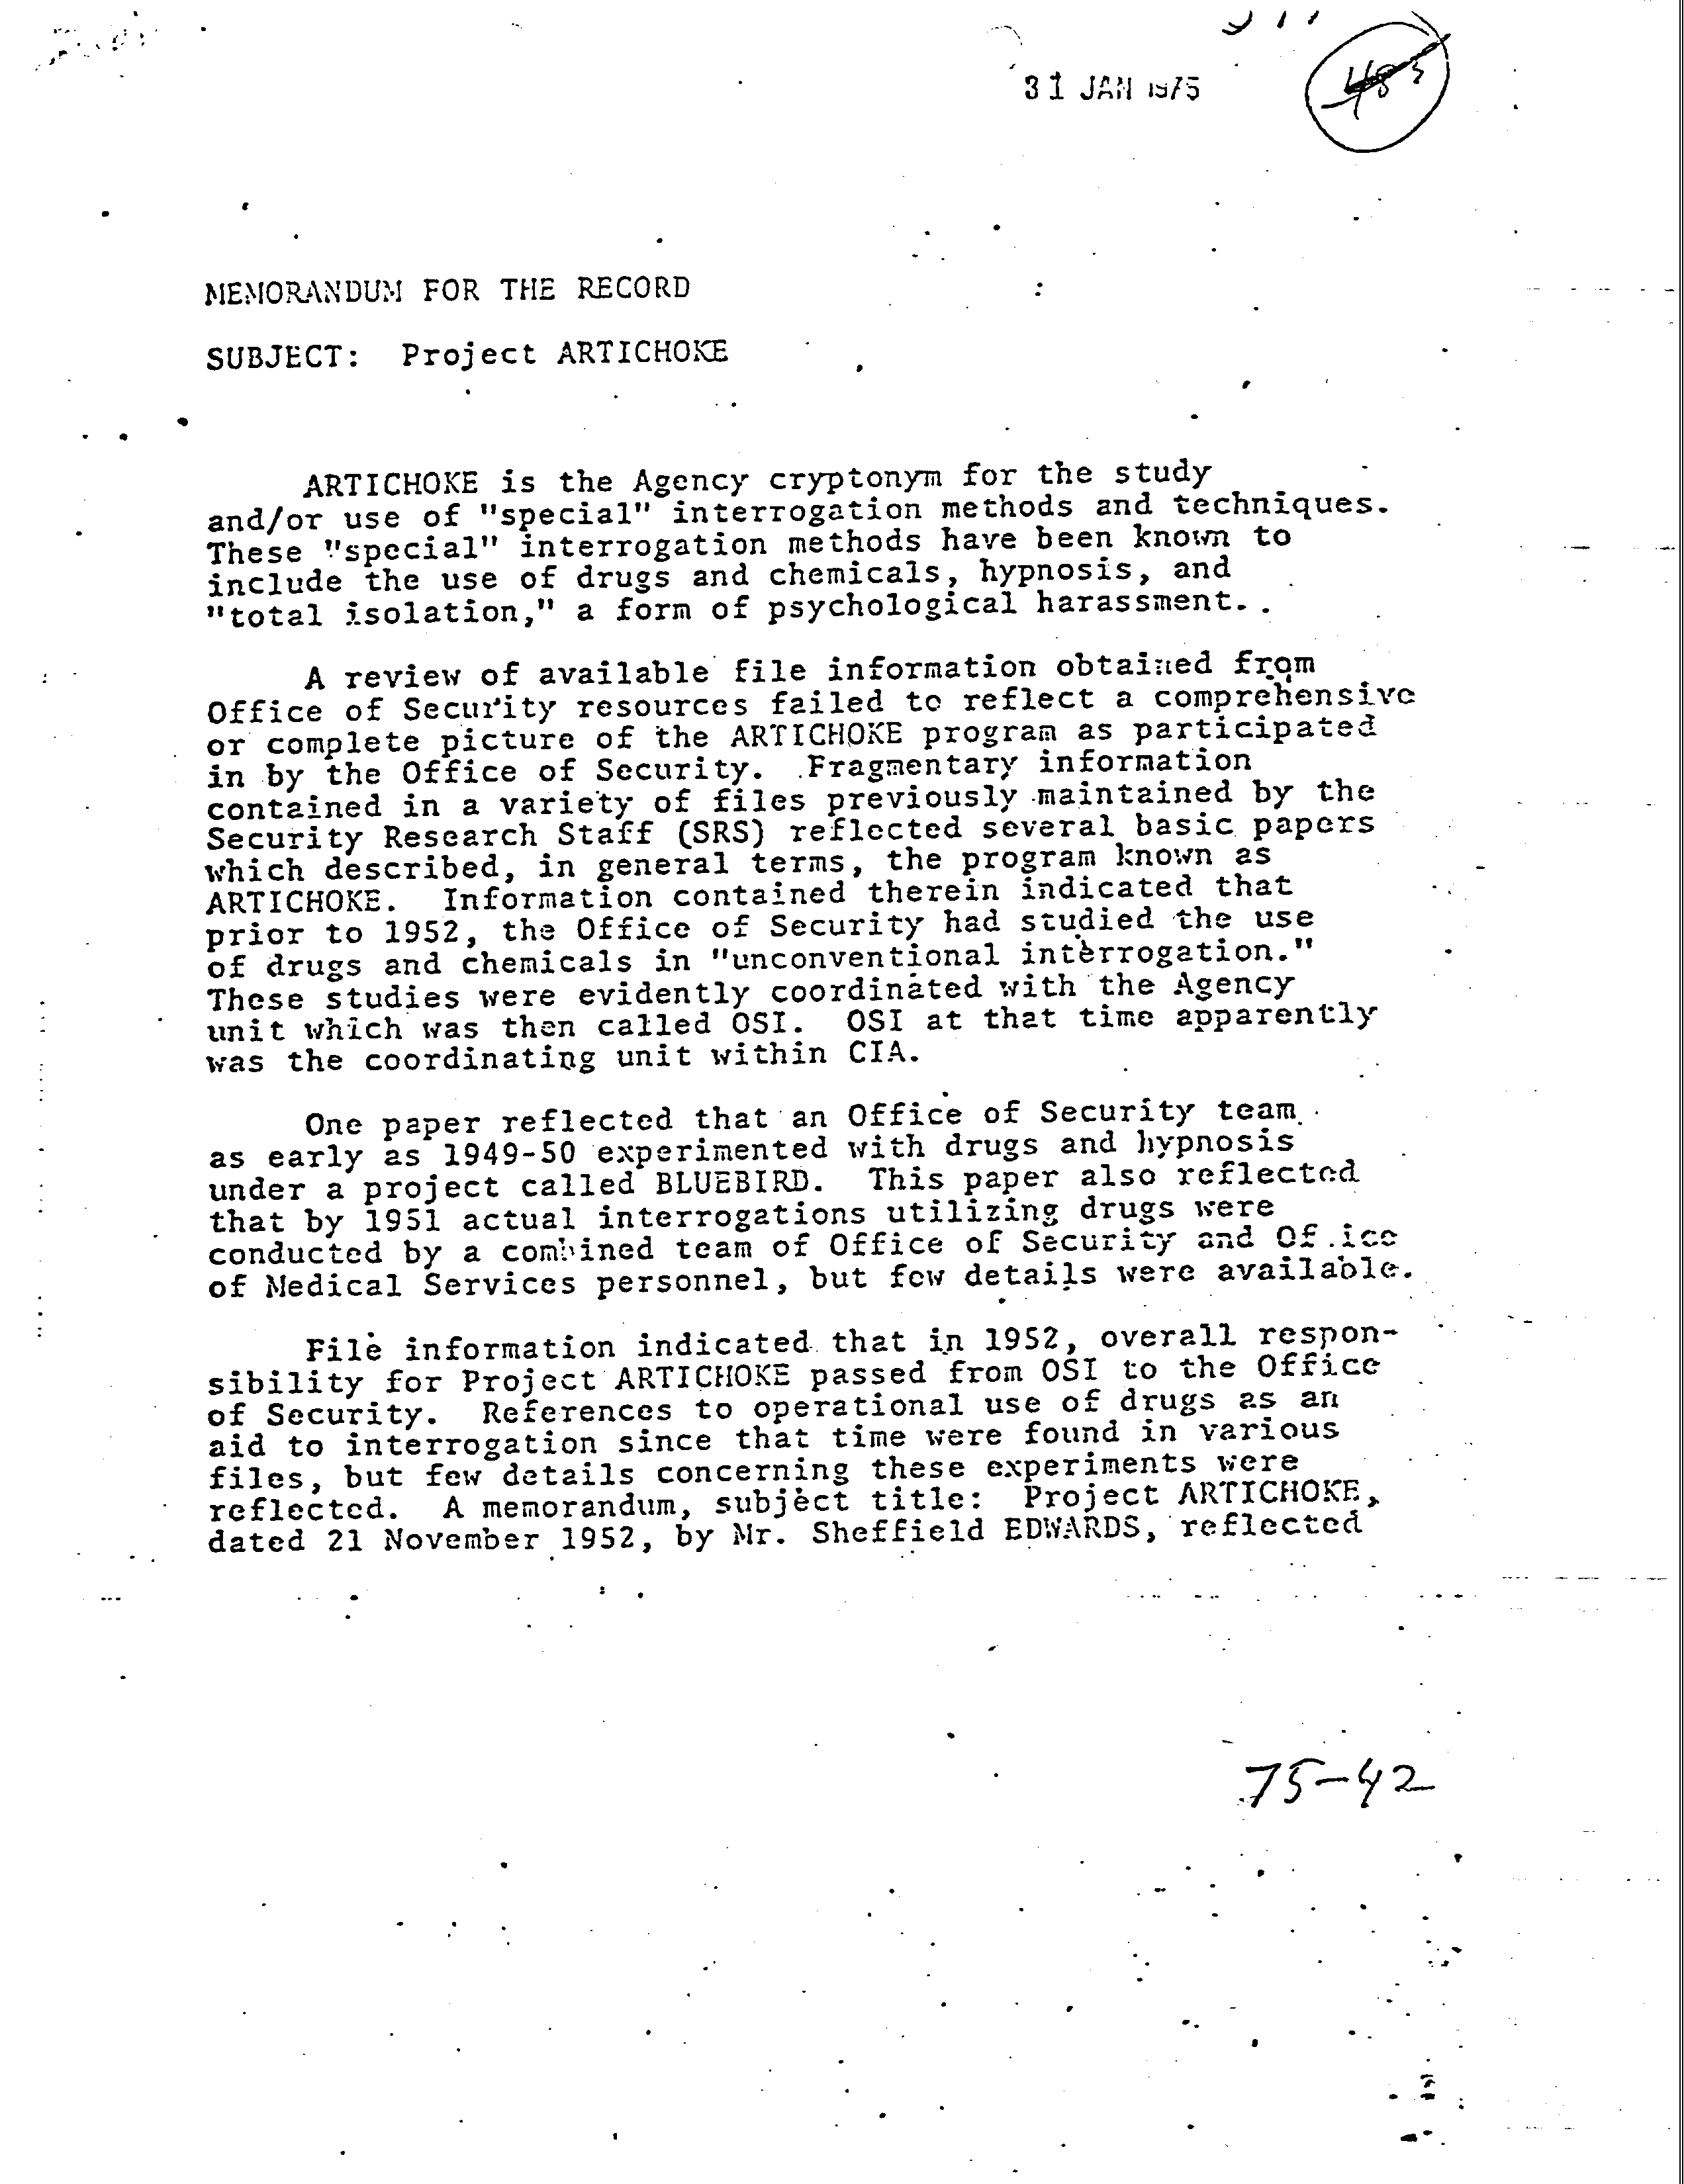 31 JAN 1975
483
MEMORANDUM FOR THE RECORD
SUBJECT: Project ARTICHOKE
ARTICHOKE is the Agency cryptonym for the study
and/or use of "special" interrogation methods and techniques.
These "special" interrogation methods have been known to
include the use of drugs and chemicals, hypnosis, and
"total isolation," a form of psychological harassment.
A review of available file information obtained from
Office of Security resources failed to reflect a comprehensive
or complete picture of the ARTICHOKE program as participated
in by the Office of Security. Fragmentary information
contained in a variety of files previously maintained by the
Security Research Staff (SRS) reflected several basic papers
which described, in general terms, the program known as
ARTICHOKE. Information contained therein indicated that
prior to 1952, the Office of Security had studied the use
of drugs and chemicals in "unconventional interrogation."
These studies were evidently coordinated with the Agency
unit which was then called OSI. OSI at that time apparently
was the coordinating unit within CIA.
One paper reflected that an Office of Security team
as early as 1949-50 experimented with drugs and hypnosis
under a project called BLUEBIRD. This paper also reflected
that by 1951 actual interrogations utilizing drugs were
conducted by a combined team of Office of Security and Office
of Medical Services personnel, but few details were available.
File information indicated that in 1952, overall respon-
sibility for Project ARTICHOKE passed from OSI to the Office
of Security. References to operational use of drugs as an
aid to interrogation since that time were found in various
files, but few details concerning these experiments were
reflected. A memorandum, subject title: Project ARTICHOKE,
dated 21 November 1952, by Mr. Sheffield EDWARDS, reflected
75-42